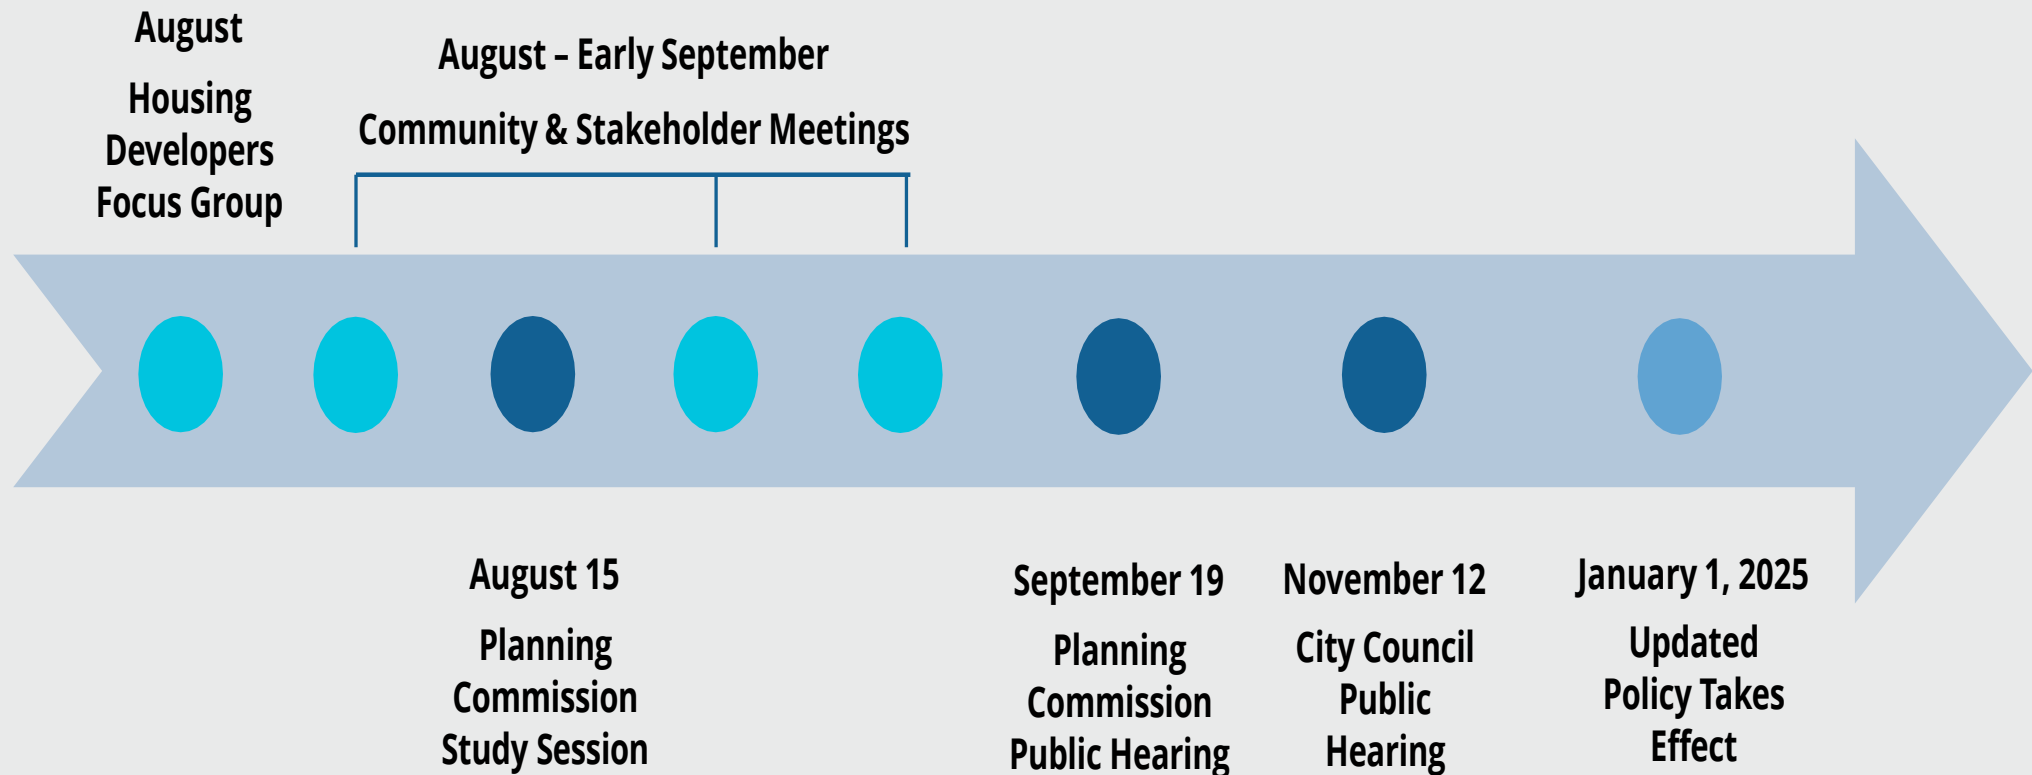 August
Housing
Developers
Focus Group
August – Early September
Community & Stakeholder Meetings
August 15
Planning
Commission
Study Session
September 19
Planning
Commission
Public Hearing
November 12
City Council
Public
Hearing
January 1, 2025
Updated
Policy Takes
Effect